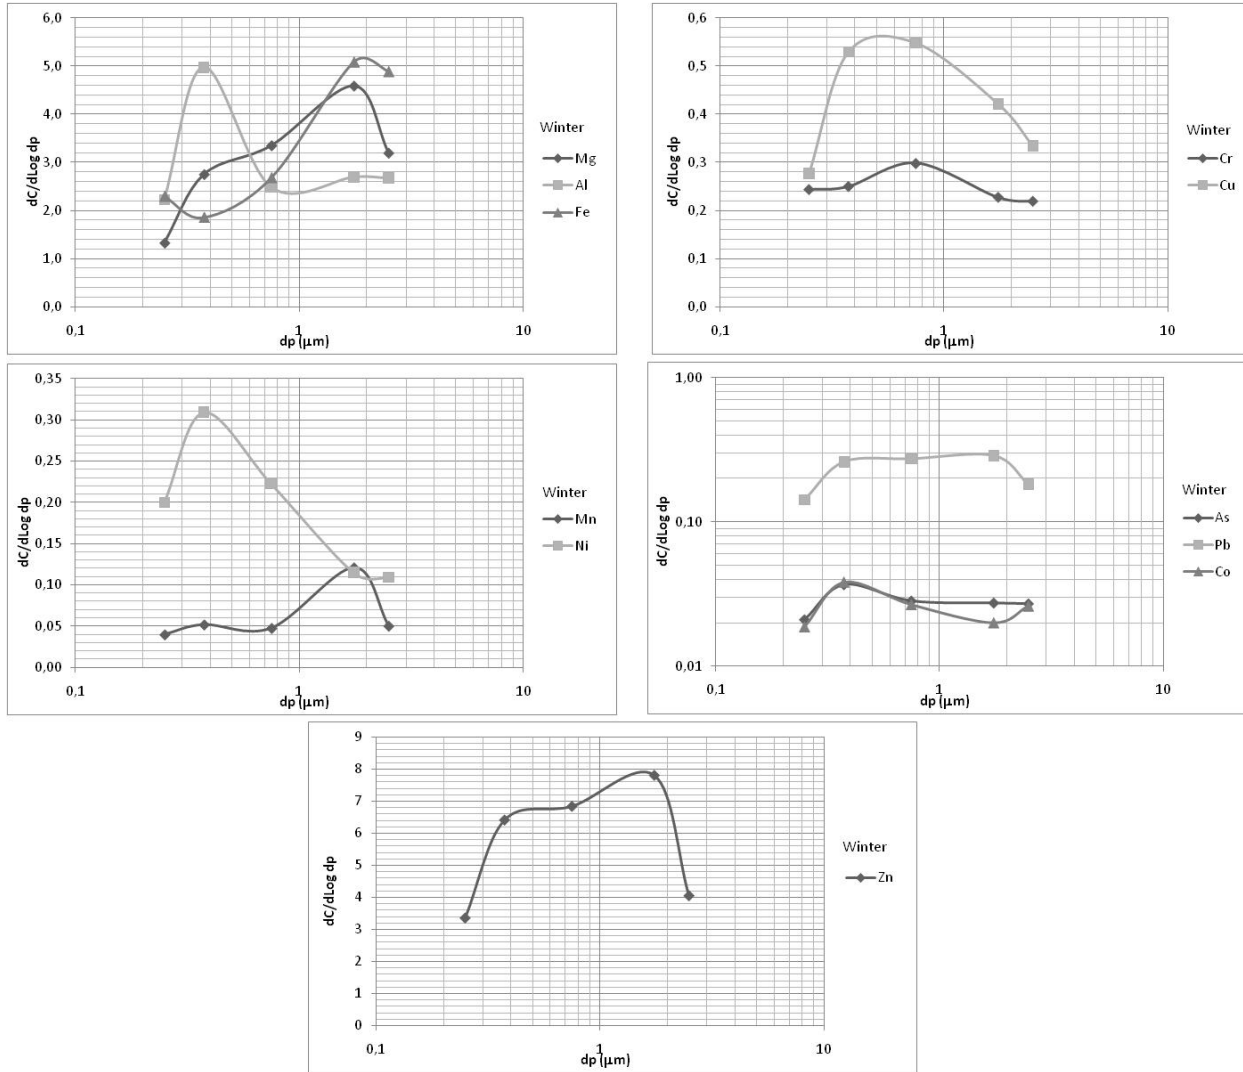 6,0
5,0
4,0
3,0
2,0
1,0
0,0
dC/dLog dp
0,1
1
10
dp (μm)
Winter
Mg
Al
Fe
0,6
0,5
0,4
0,3
0,2
0,1
0,0
dC/dLog dp
0,1
1
10
dp (μm)
Winter
Cr
Cu
0,35
0,30
0,25
0,20
0,15
0,10
0,05
0,00
dC/dLog dp
0,1
1
10
dp (μm)
Winter
Mn
Ni
1,00
0,10
0,01
dC/dLog dp
0,1
1
10
dp (μm)
Winter
As
Pb
Co
9
8
7
6
5
4
3
2
1
0
dC/dLog dp
0,1
1
10
dp (μm)
Winter
Zn